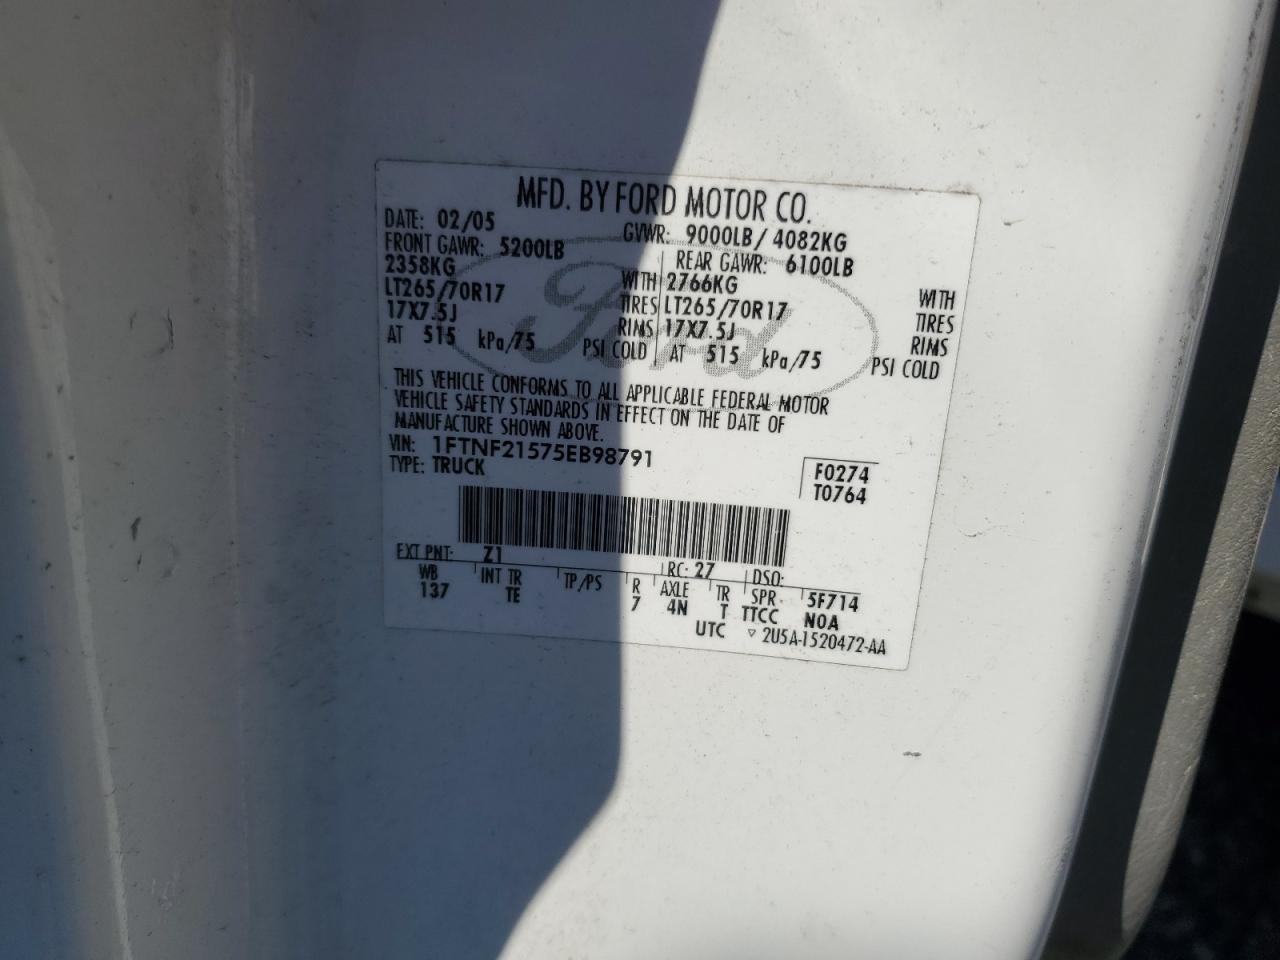 MFD. BY FORD MOTOR CO.
DATE: 02/05 GVWR: 9000LB/ 4082KG
FRONT GAWR: 5200LB REAR GAWR: 6100LB
2358KG WITH 2766KG WITH
LT265/70R17 TIRES LT265/70R17 TIRES
17X7.5J RIMS 17X7.5J RIMS
AT 515 kPa/75 PSI COLD AT 515 kPa/75 PSI COLD
Ford
THIS VEHICLE CONFORMS TO ALL APPLICABLE FEDERAL MOTOR
VEHICLE SAFETY STANDARDS IN EFFECT ON THE DATE OF
MANUFACTURE SHOWN ABOVE.
VIN: 1FTNF21575EB98791 F0274
TYPE: TRUCK T0764
EXT PNT: Z1 RC: 27 DSO: 5F714
WB INT TR TP/PS R AXLE TR SPR
137 TE 7 4N T TTCC N0A
UTC ▽ 2U5A-1520472-AA